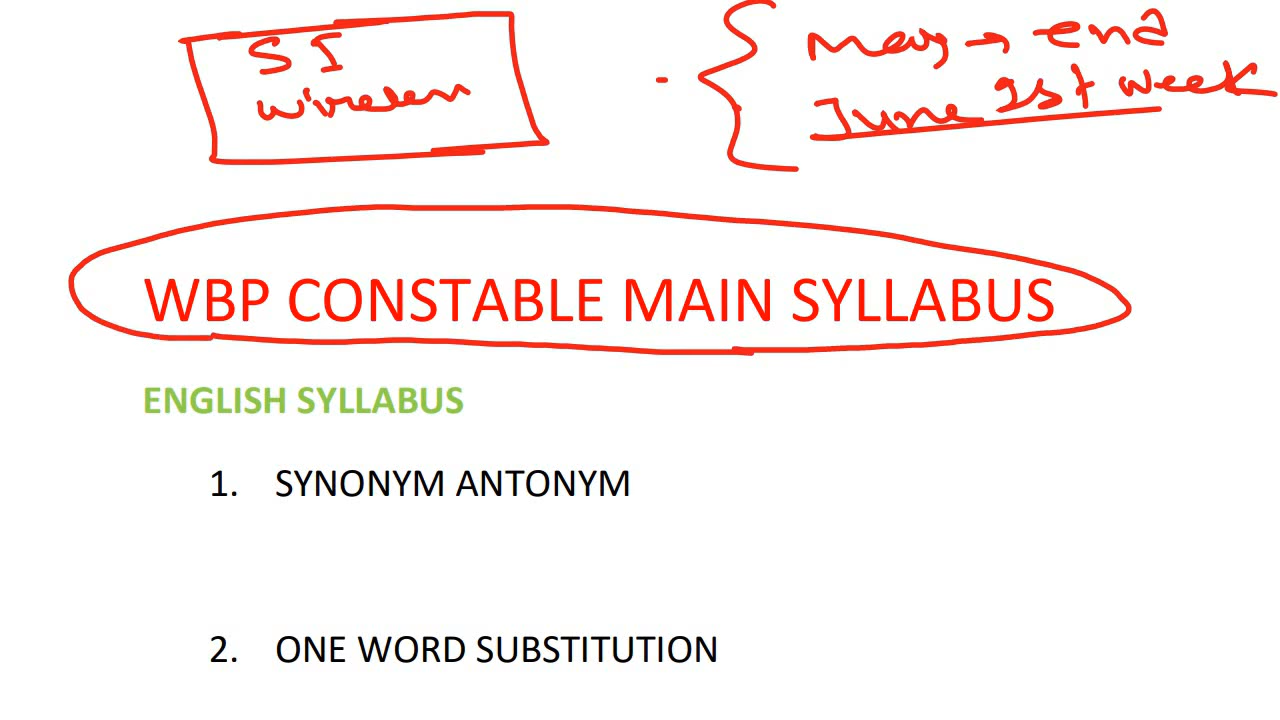 SI
wireless
- { May → end
June 1st week
WBP CONSTABLE MAIN SYLLABUS
ENGLISH SYLLABUS
1. SYNONYM ANTONYM
2. ONE WORD SUBSTITUTION